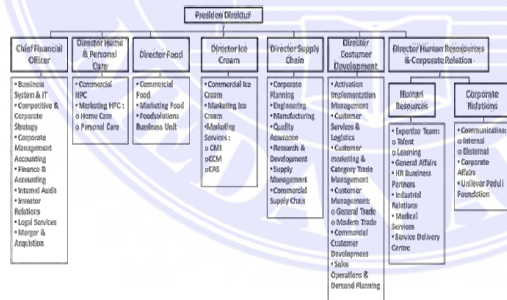 Presiden Direktur
Chief Financial
Officer
Director Home
& Personal
Care
Director Food
Director Ice
Cream
Director Supply
Chain
Director
Costumer
Development
Director Human Resources
& Corporate Relation
Human
Resources
Corporate
Relations
• Bussiness
System & IT
• Competitive &
Corporate
Strategy
• Corporate
Management
Accounting
• Finance &
Accounting
• Internal Audit
• Investor
Relations
• Legal Services
• Merger &
Acquistion
• Commercial
HPC
• Marketing HPC :
o Home Care
o Personal Care
• Commercial
Food
• Marketing Food
• Foodsolutions
Business Unit
• Commercial Ice
Cream
• Marketing Ice
Cream
•Marketing
Services :
o CMI
oCCM
oCAS
• Corporate
Planning
• Engineering
• Manufacturing
• Quality
Assurance
• Research &
Development
• Supply
Management
• Commercial
Supply Chain
• Activation
Implementation
Management
• Customer
Services &
Logistics
• Customer
marketing &
Category Trade
Management
• Customer
Management:
o General Trade
o Modern Trade
• Commercial
Customer
Development
• Sales
Operations &
Demand Planning
• Expertise Team:
o Talent
o Learning
• General Affairs
• HR Business
Partners
• Industrial
Relations
• Medical
Services
• Service Delivery
Centre
• Communications:
o Internal
o External
• Corporate
Affairs
• Unilever Peduli
Foundation